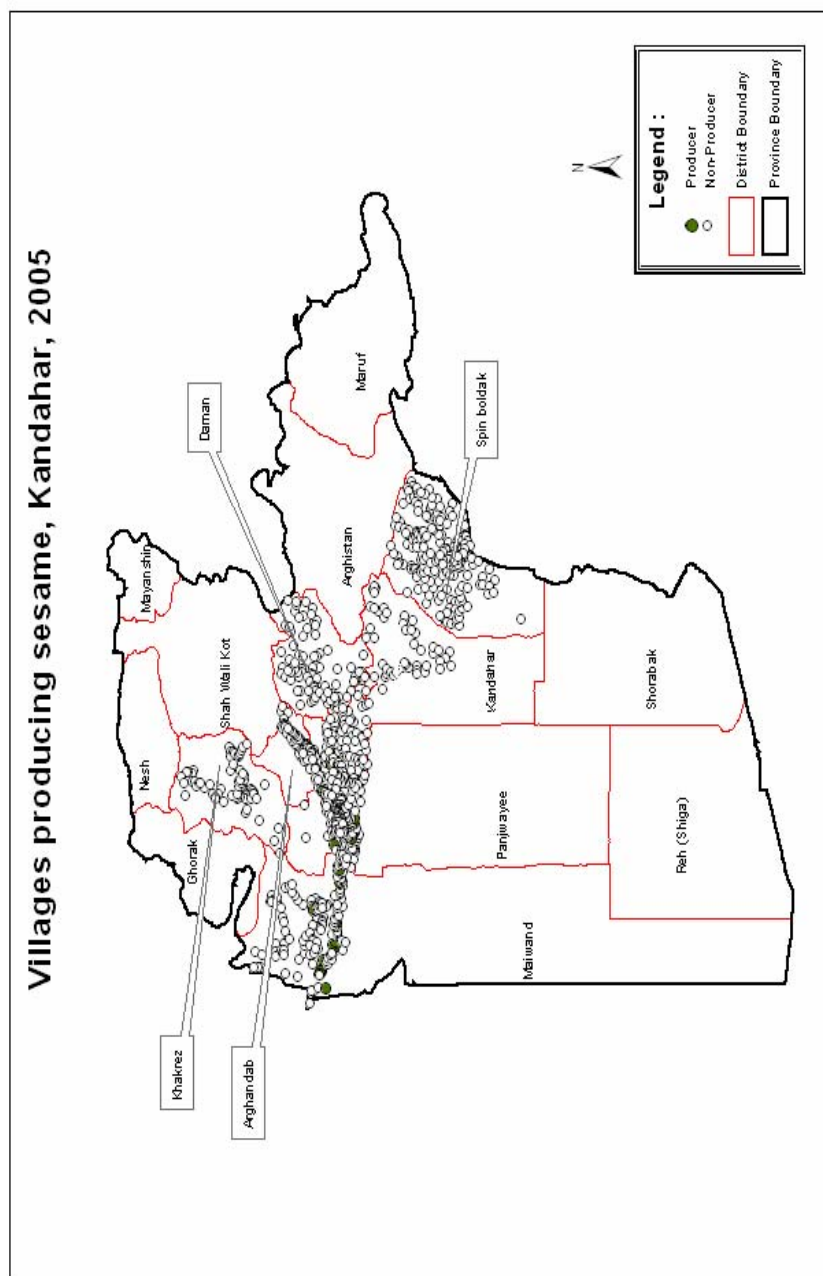 Villages producing sesame, Kandahar, 2005
Mayanshin
Nesh
Shah Wali Kot
Ghorak
Khakrez
Daman
Arghandab
Arghistan
Maruf
Spin boldak
Kandahar
Panjwayee
Maiwand
Shorabak
Reh (Shiga)
N
Legend :
Producer
Non-Producer
District Boundary
Province Boundary